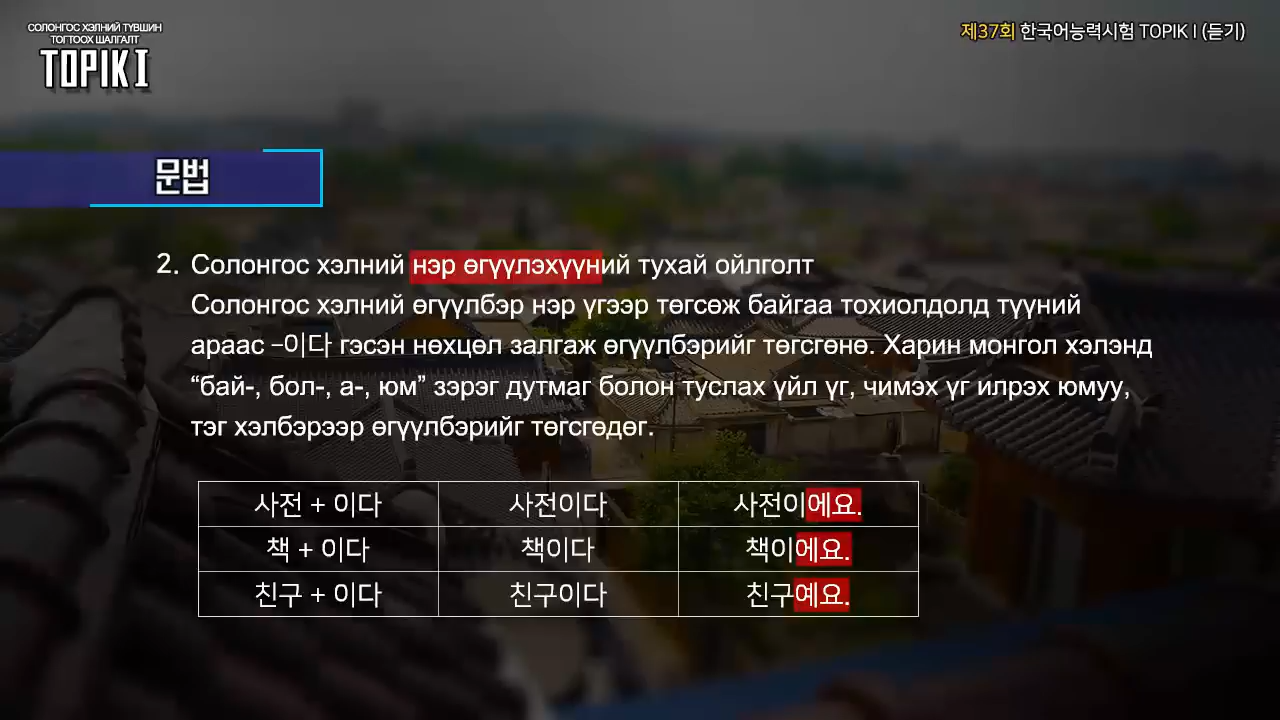 СОЛОНГОС ХЭЛНИЙ ТҮВШИН
ТОГТООХ ШАЛГАЛТ
TOPIK I
제37회 한국어능력시험 TOPIK I (듣기)
문법
2. Солонгос хэлний нэр өгүүлэхүүний тухай ойлголт
Солонгос хэлний өгүүлбэр нэр үгээр төгсөж байгаа тохиолдолд түүний
араас –이다 гэсэн нөхцөл залгаж өгүүлбэрийг төгсгөнө. Харин монгол хэлэнд
“бай-, бол-, а-, юм” зэрэг дутмаг болон туслах үйл үг, чимэх үг илрэх юмуу,
тэг хэлбэрээр өгүүлбэрийг төгсгөдөг.
사전 + 이다 사전이다 사전이에요.
책 + 이다 책이다 책이에요.
친구 + 이다 친구이다 친구예요.